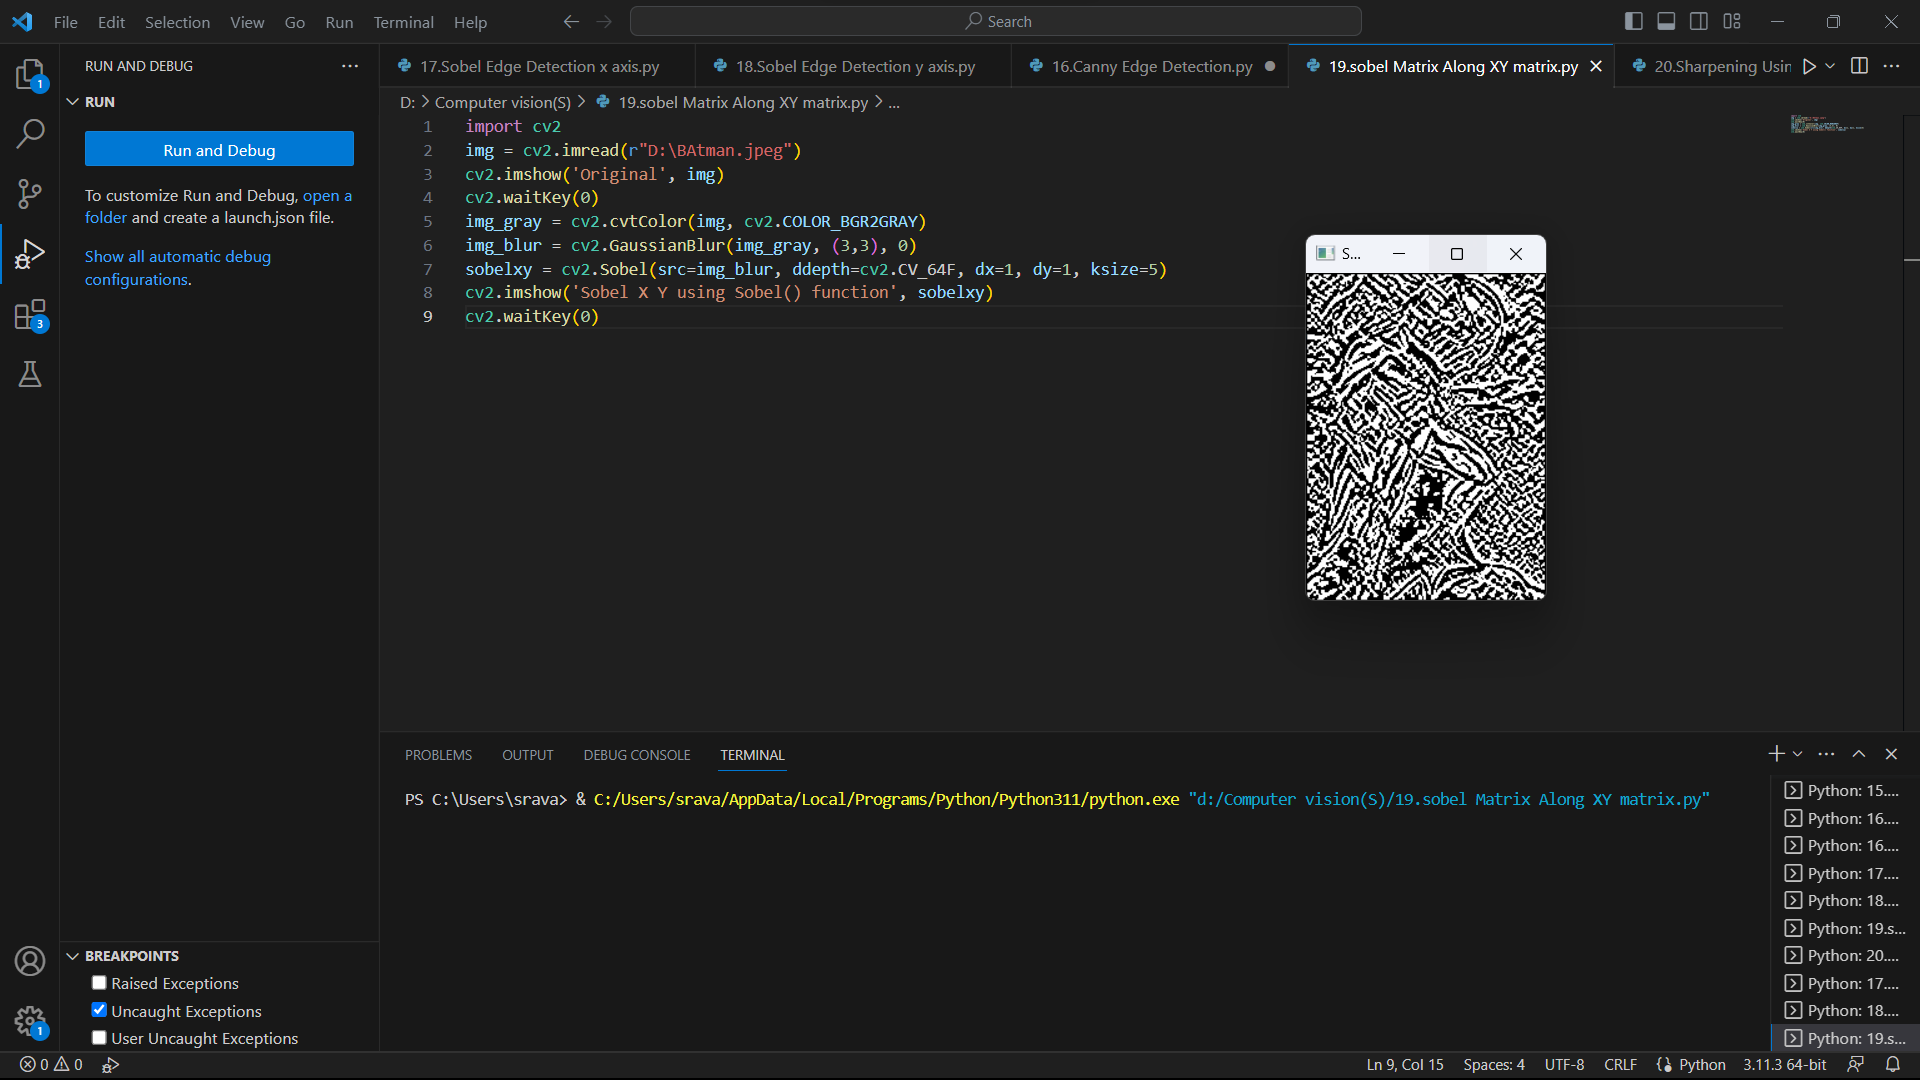 File Edit Selection View Go Run Terminal Help
Search
RUN AND DEBUG
17.Sobel Edge Detection x axis.py
18.Sobel Edge Detection y axis.py
16.Canny Edge Detection.py
19.sobel Matrix Along XY matrix.py
20.Sharpening Usin
RUN
Run and Debug
To customize Run and Debug, open a
folder and create a launch.json file.
Show all automatic debug
configurations.
D: > Computer vision(S) > 19.sobel Matrix Along XY matrix.py > ...
1 import cv2
2 img = cv2.imread(r"D:\BAtman.jpeg")
3 cv2.imshow('Original', img)
4 cv2.waitKey(0)
5 img_gray = cv2.cvtColor(img, cv2.COLOR_BGR2GRAY)
6 img_blur = cv2.GaussianBlur(img_gray, (3,3), 0)
7 sobelxy = cv2.Sobel(src=img_blur, ddepth=cv2.CV_64F, dx=1, dy=1, ksize=5)
8 cv2.imshow('Sobel X Y using Sobel() function', sobelxy)
9 cv2.waitKey(0)
S...
1
3
1
PROBLEMS OUTPUT DEBUG CONSOLE TERMINAL
PS C:\Users\srava> & C:/Users/srava/AppData/Local/Programs/Python/Python311/python.exe "d:/Computer vision(S)/19.sobel Matrix Along XY matrix.py"
Python: 15....
Python: 16....
Python: 16....
Python: 17....
Python: 18....
Python: 19.s...
Python: 20....
Python: 17....
Python: 18....
Python: 19.s...
BREAKPOINTS
Raised Exceptions
Uncaught Exceptions
User Uncaught Exceptions
0 0
Ln 9, Col 15 Spaces: 4 UTF-8 CRLF Python 3.11.3 64-bit